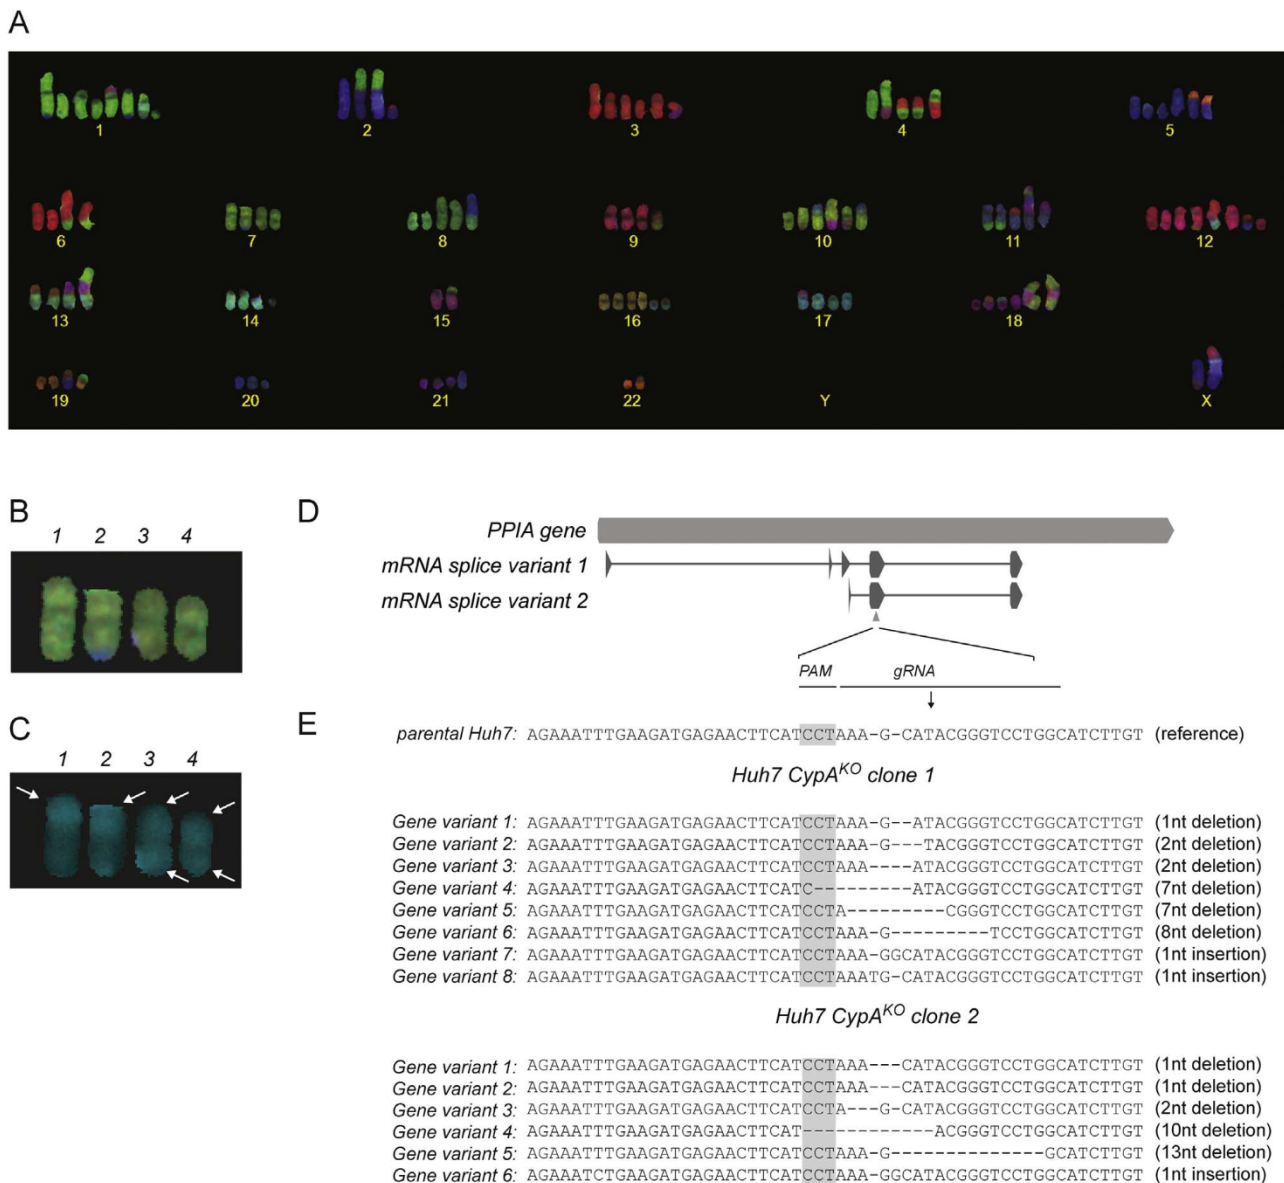 A
1 2 3 4 5
6 7 8 9 10 11 12
13 14 15 16 17 18
19 20 21 22 Y X
B
1 2 3 4
C
1 2 3 4
D
PPIA gene
mRNA splice variant 1
mRNA splice variant 2
PAM gRNA
E
parental Huh7: AGAAATTTGAAGATGAGAACTTCATCCTAAA-G-CATACGGGTCCTGGCATCTTGT (reference)
Huh7 CypAKO clone 1
Gene variant 1: AGAAATTTGAAGATGAGAACTTCATCCTAAA-G--ATACGGGTCCTGGCATCTTGT (1nt deletion)
Gene variant 2: AGAAATTTGAAGATGAGAACTTCATCCTAAA-G---TACGGGTCCTGGCATCTTGT (2nt deletion)
Gene variant 3: AGAAATTTGAAGATGAGAACTTCATCCTAAA----ATACGGGTCCTGGCATCTTGT (2nt deletion)
Gene variant 4: AGAAATTTGAAGATGAGAACTTCATC---------ATACGGGTCCTGGCATCTTGT (7nt deletion)
Gene variant 5: AGAAATTTGAAGATGAGAACTTCATCCTA---------CGGGTCCTGGCATCTTGT (7nt deletion)
Gene variant 6: AGAAATTTGAAGATGAGAACTTCATCCTAAA-G---------TCCTGGCATCTTGT (8nt deletion)
Gene variant 7: AGAAATTTGAAGATGAGAACTTCATCCTAAA-GGCATACGGGTCCTGGCATCTTGT (1nt insertion)
Gene variant 8: AGAAATTTGAAGATGAGAACTTCATCCTAAATG-CATACGGGTCCTGGCATCTTGT (1nt insertion)
Huh7 CypAKO clone 2
Gene variant 1: AGAAATTTGAAGATGAGAACTTCATCCTAAA---CATACGGGTCCTGGCATCTTGT (1nt deletion)
Gene variant 2: AGAAATTTGAAGATGAGAACTTCATCCTAAA---CATACGGGTCCTGGCATCTTGT (1nt deletion)
Gene variant 3: AGAAATTTGAAGATGAGAACTTCATCCTA---G-CATACGGGTCCTGGCATCTTGT (2nt deletion)
Gene variant 4: AGAAATTTGAAGATGAGAACTTCAT------------ACGGGTCCTGGCATCTTGT (10nt deletion)
Gene variant 5: AGAAATTTGAAGATGAGAACTTCATCCTAAA-G--------------GCATCTTGT (13nt deletion)
Gene variant 6: AGAAATCTGAAGATGAGAACTTCATCCTAAA-GGCATACGGGTCCTGGCATCTTGT (1nt insertion)